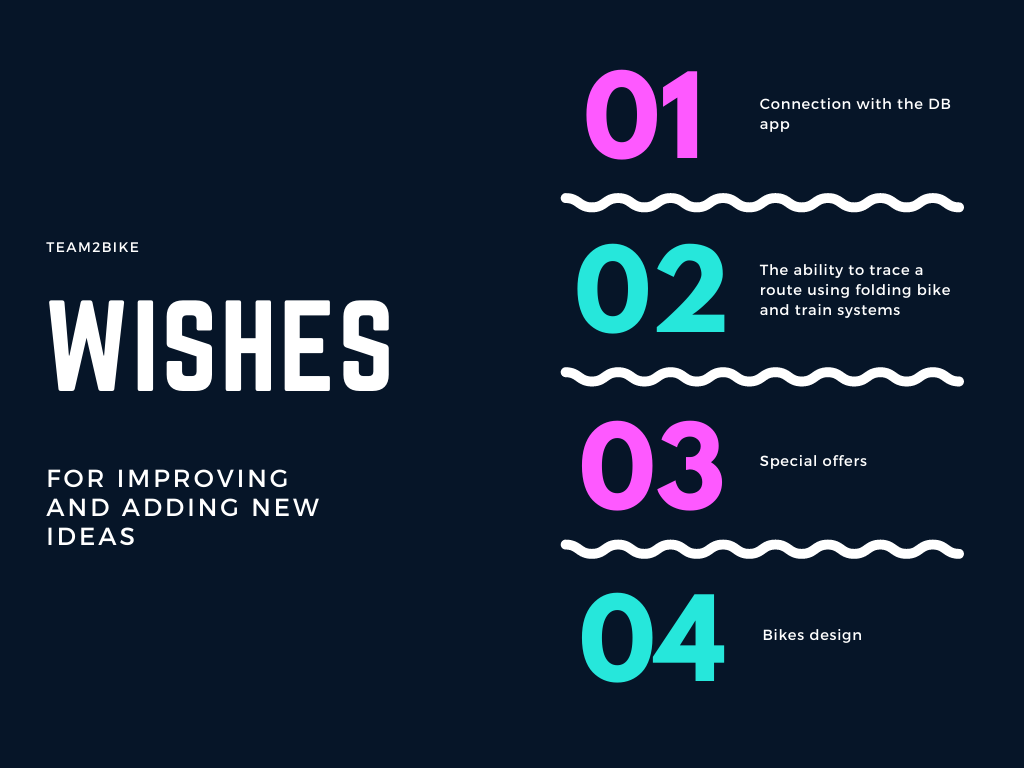 TEAM2BIKE
WISHES
FOR IMPROVING
AND ADDING NEW
IDEAS
01
Connection with the DB
app
02
The ability to trace a
route using folding bike
and train systems
03
Special offers
04
Bikes design